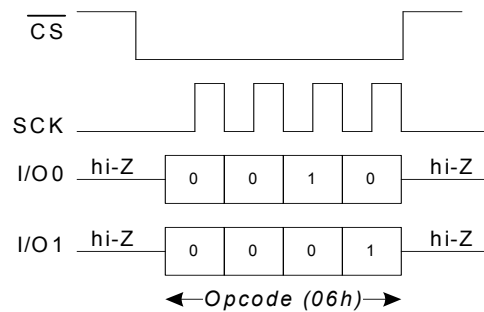 CS
SCK
I/O0 hi-Z 0 0 1 0 hi-Z
I/O1 hi-Z 0 0 0 1 hi-Z
Opcode (06h)